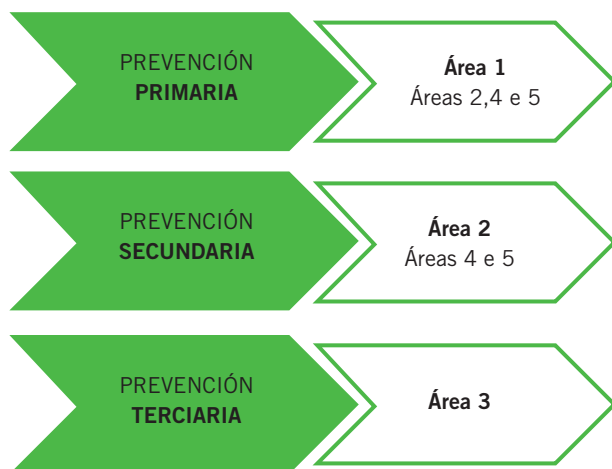 PREVENCIÓN
PRIMARIA
Área 1
Áreas 2,4 e 5
PREVENCIÓN
SECUNDARIA
Área 2
Áreas 4 e 5
PREVENCIÓN
TERCIARIA
Área 3